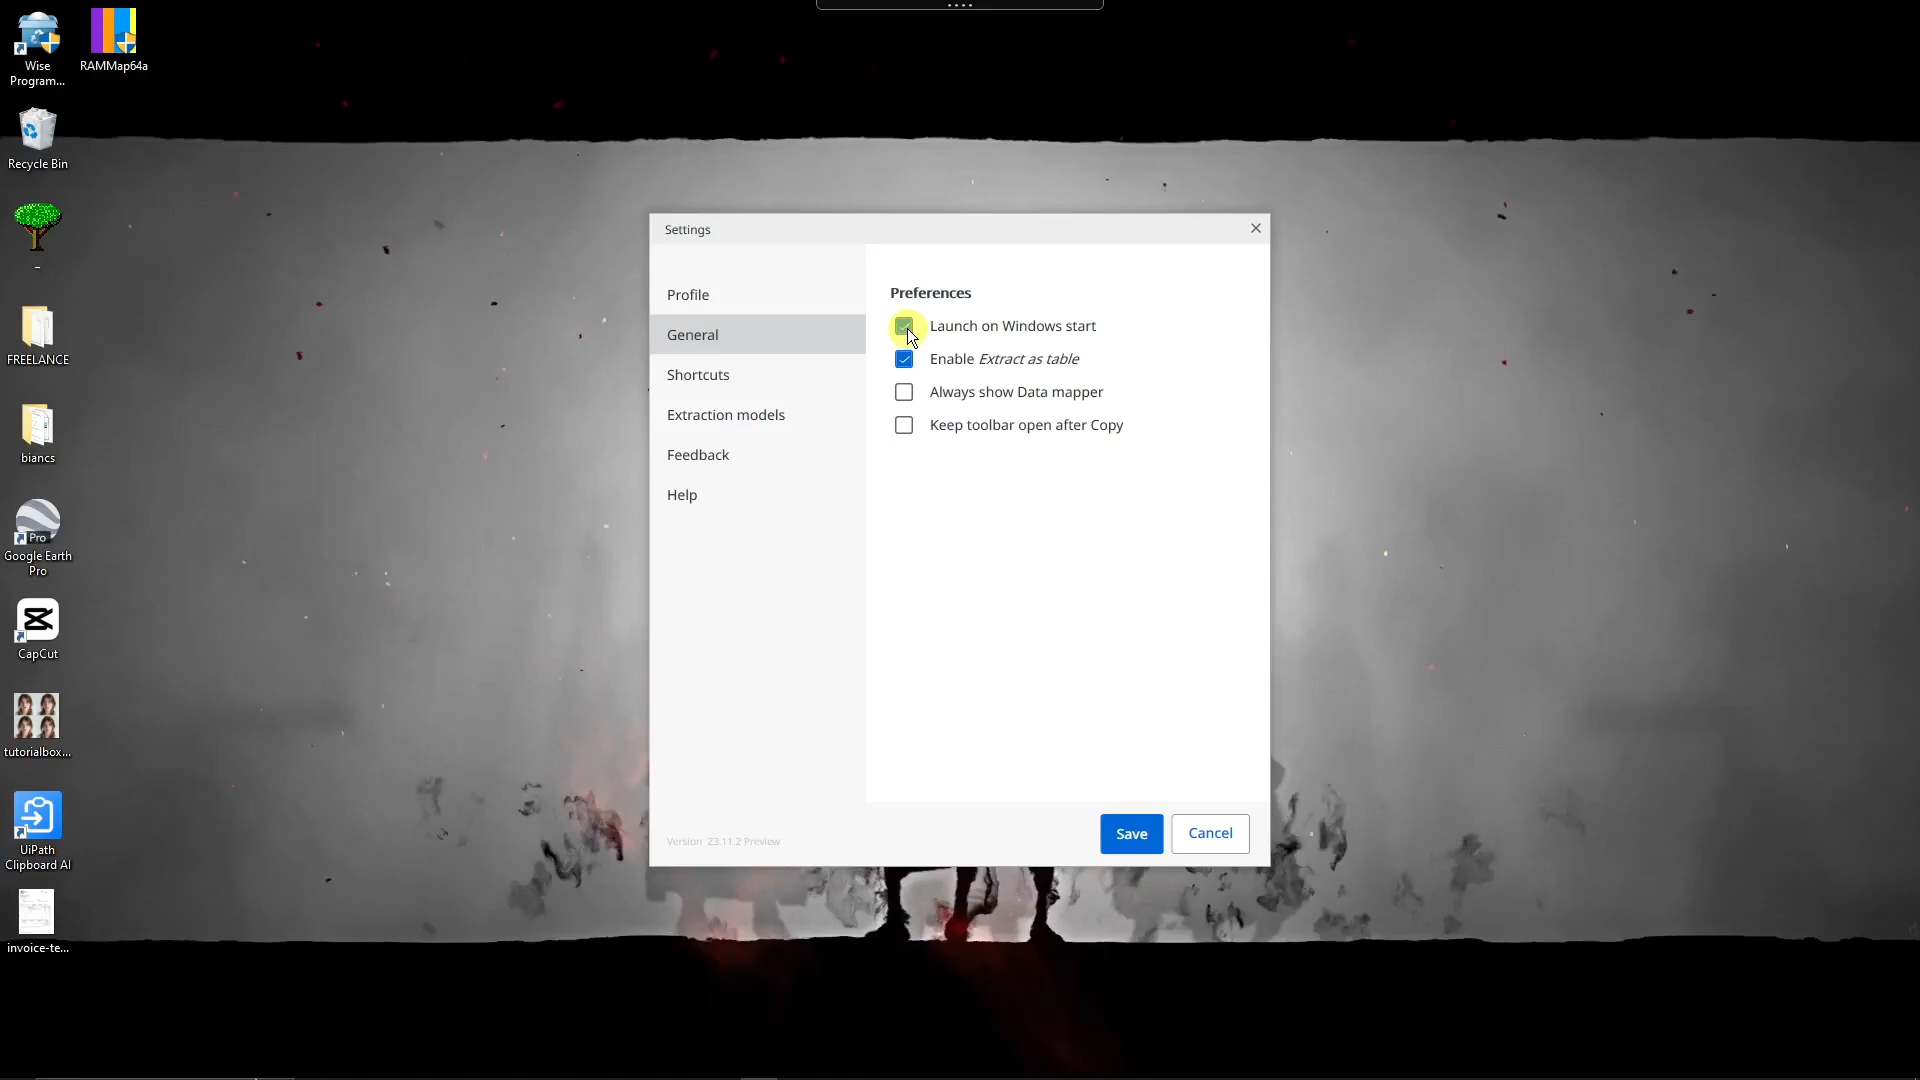 Wise
Program...
RAMMap64a
Recycle Bin
_
FREELANCE
biancs
Pro
Google Earth
Pro
CapCut
tutorialbox...
UiPath
Clipboard AI
invoice-te...
Settings
Profile
General
Shortcuts
Extraction models
Feedback
Help
Version 23.11.2 Preview
Preferences
Launch on Windows start
Enable Extract as table
Always show Data mapper
Keep toolbar open after Copy
Save
Cancel